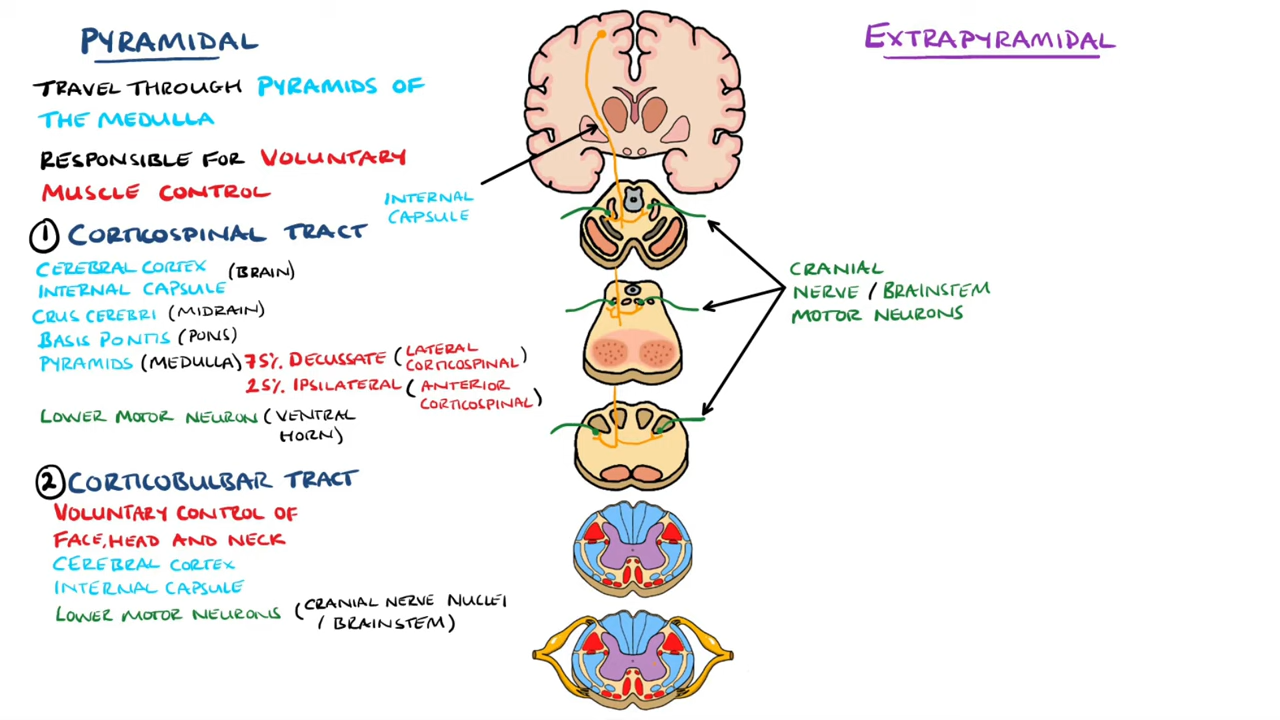 PYRAMIDAL
TRAVEL THROUGH PYRAMIDS OF
THE MEDULLA
RESPONSIBLE FOR VOLUNTARY
MUSCLE CONTROL
1 CORTICOSPINAL TRACT
CEREBRAL CORTEX (BRAIN)
INTERNAL CAPSULE
CRUS CEREBRI (MIDRAIN)
BASIS PONTIS (PONS)
PYRAMIDS (MEDULLA) 75% DECUSSATE (LATERAL
CORTICOSPINAL)
25% IPSILATERAL (ANTERIOR
CORTICOSPINAL)
LOWER MOTOR NEURON (VENTRAL
HORN)
2 CORTICOBULBAR TRACT
VOLUNTARY CONTROL OF
FACE, HEAD AND NECK
CEREBRAL CORTEX
INTERNAL CAPSULE
LOWER MOTOR NEURONS (CRANIAL NERVE NUCLEI
/ BRAINSTEM)
INTERNAL
CAPSULE
EXTRAPYRAMIDAL
CRANIAL
NERVE / BRAINSTEM
MOTOR NEURONS